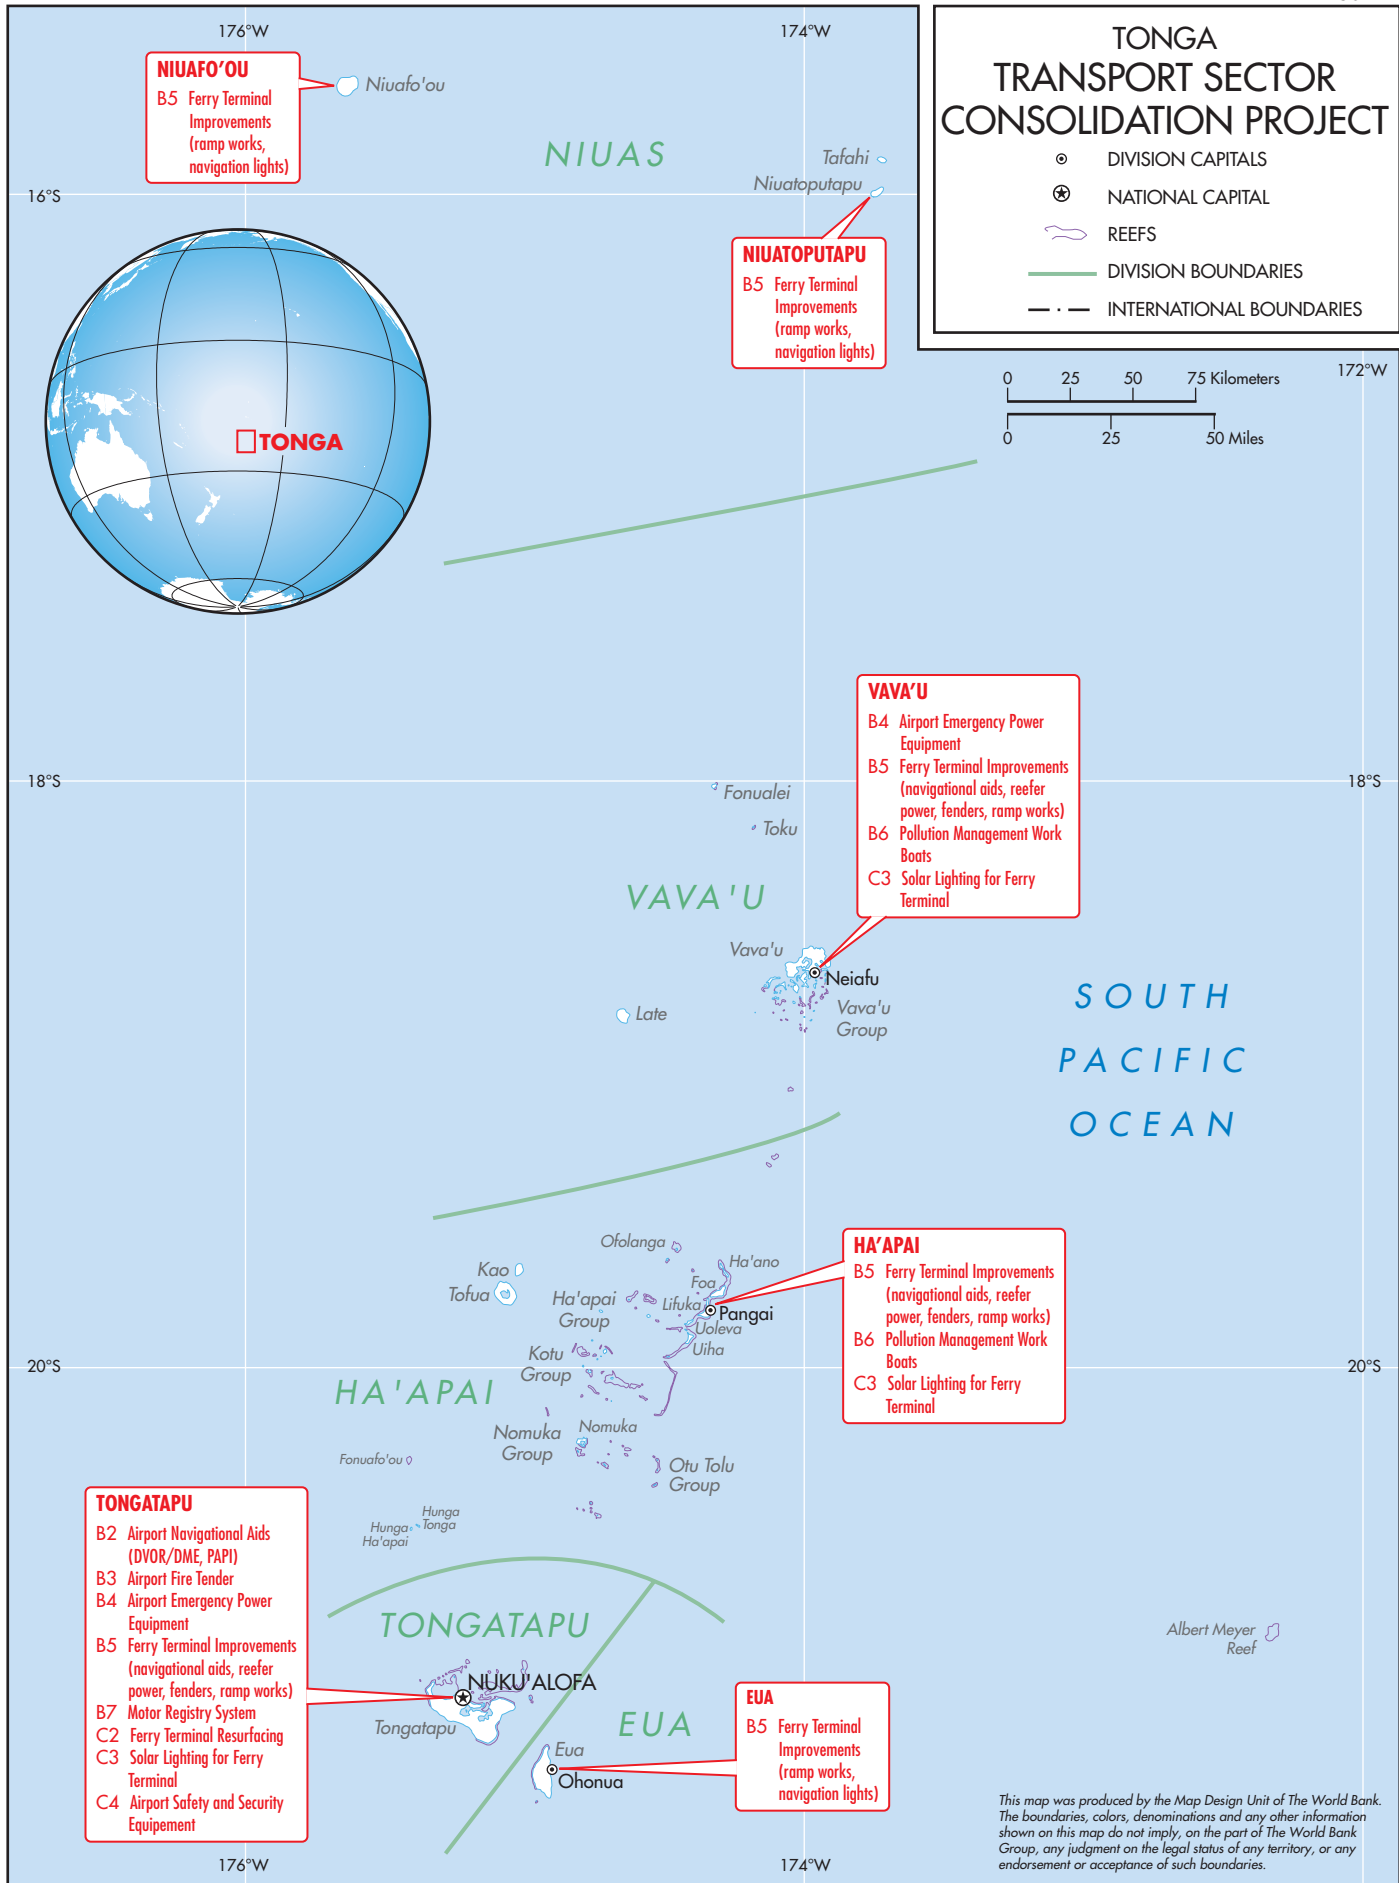 TONGA
TRANSPORT SECTOR
CONSOLIDATION PROJECT
DIVISION CAPITALS
NATIONAL CAPITAL
REEFS
DIVISION BOUNDARIES
INTERNATIONAL BOUNDARIES
176°W
174°W
NIUAFO'OU
B5 Ferry Terminal
Improvements
(ramp works,
navigation lights)
Niuafo'ou
NIUAS
Tafahi
Niuatoputapu
16°S
NIUATOPUTAPU
B5 Ferry Terminal
Improvements
(ramp works,
navigation lights)
172°W
0 25 50 75 Kilometers
0 25 50 Miles
TONGA
VAVA'U
B4 Airport Emergency Power
Equipment
B5 Ferry Terminal Improvements
(navigational aids, reefer
power, fenders, ramp works)
B6 Pollution Management Work
Boats
C3 Solar Lighting for Ferry
Terminal
18°S
18°S
Fonualei
Toku
VAVA'U
Vava'u
Neiafu
Vava'u
Group
Late
SOUTH
PACIFIC
OCEAN
HA'APAI
B5 Ferry Terminal Improvements
(navigational aids, reefer
power, fenders, ramp works)
B6 Pollution Management Work
Boats
C3 Solar Lighting for Ferry
Terminal
Ofolanga
Ha'ano
Kao
Tofua
Foa
Ha'apai
Group
Lifuka
Pangai
Uoleva
Uiha
Kotu
Group
20°S
20°S
HA'APAI
Nomuka
Group
Nomuka
Fonuafo'ou
Otu Tolu
Group
Hunga
Tonga
Hunga
Ha'apai
TONGATAPU
B2 Airport Navigational Aids
(DVOR/DME, PAPI)
B3 Airport Fire Tender
B4 Airport Emergency Power
Equipment
B5 Ferry Terminal Improvements
(navigational aids, reefer
power, fenders, ramp works)
B7 Motor Registry System
C2 Ferry Terminal Resurfacing
C3 Solar Lighting for Ferry
Terminal
C4 Airport Safety and Security
Equipement
TONGATAPU
Albert Meyer
Reef
NUKU'ALOFA
Tongatapu
EUA
Eua
Ohonua
EUA
B5 Ferry Terminal
Improvements
(ramp works,
navigation lights)
This map was produced by the Map Design Unit of The World Bank.
The boundaries, colors, denominations and any other information
shown on this map do not imply, on the part of The World Bank
Group, any judgment on the legal status of any territory, or any
endorsement or acceptance of such boundaries.
176°W
174°W